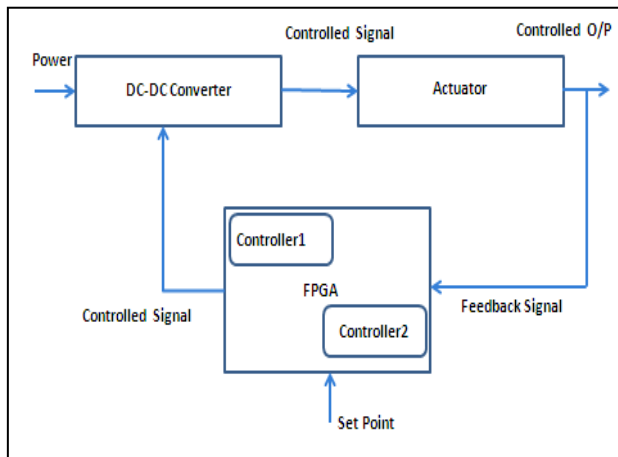 Controlled Signal
Controlled O/P
Power
DC-DC Converter
Actuator
Controller1
FPGA
Controlled Signal
Feedback Signal
Controller2
Set Point